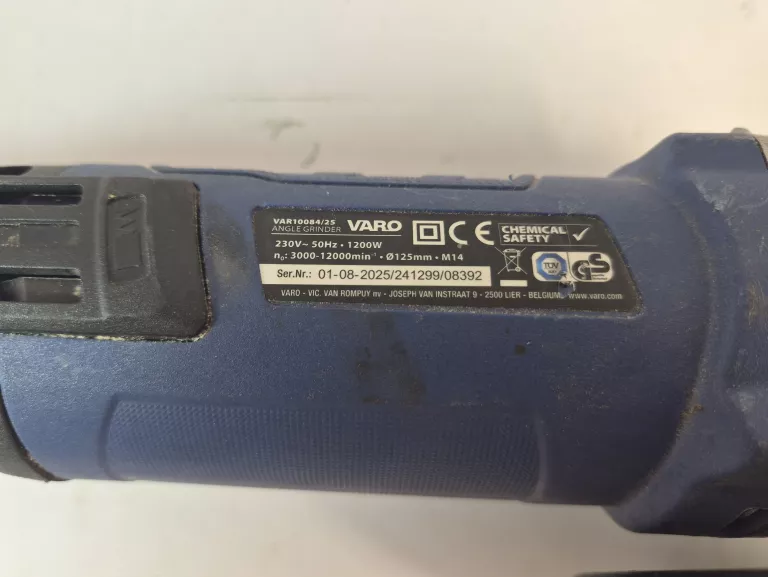 VAR10084/25
ANGLE GRINDER
VARO
CE
CHEMICAL
SAFETY
230V~ 50Hz • 1200W
n₀: 3000-12000min⁻¹ • Ø125mm • M14
TÜV
GS
Ser.Nr.: 01-08-2025/241299/08392
VARO - VIC. VAN ROMPUY nv - JOSEPH VAN INSTRAAT 9 - 2500 LIER - BELGIUM, www.varo.com